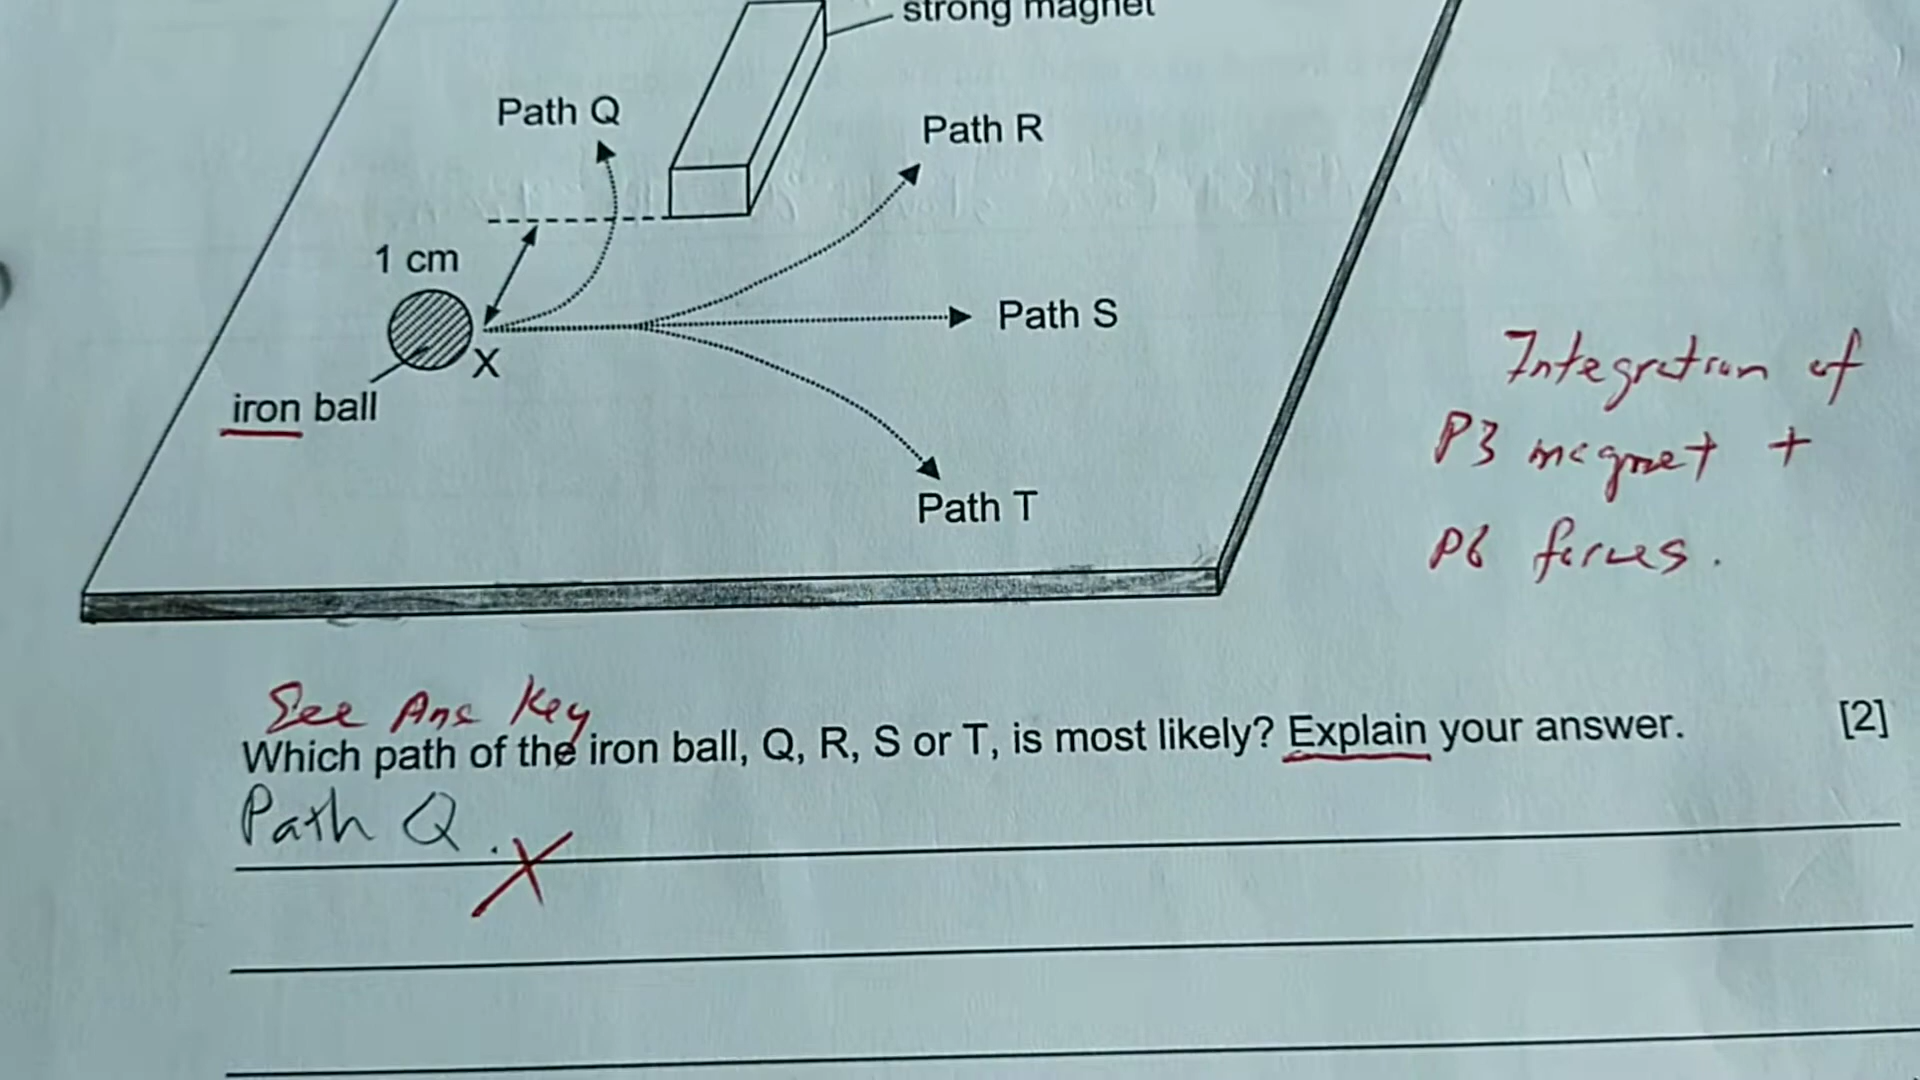 strong magnet
Path Q
Path R
1 cm
Path S
X
iron ball
Path T
Integration of
P3 magnet +
P6 forces.
See Ans Key
Which path of the iron ball, Q, R, S or T, is most likely? Explain your answer. [2]
Path Q.
X